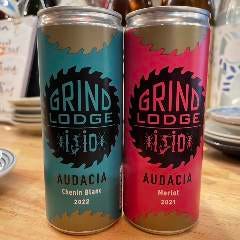 GRIND
LODGE
AUDACIA
Chenin Blanc
2022
GRIND
LODGE
AUDACIA
Merlot
2021